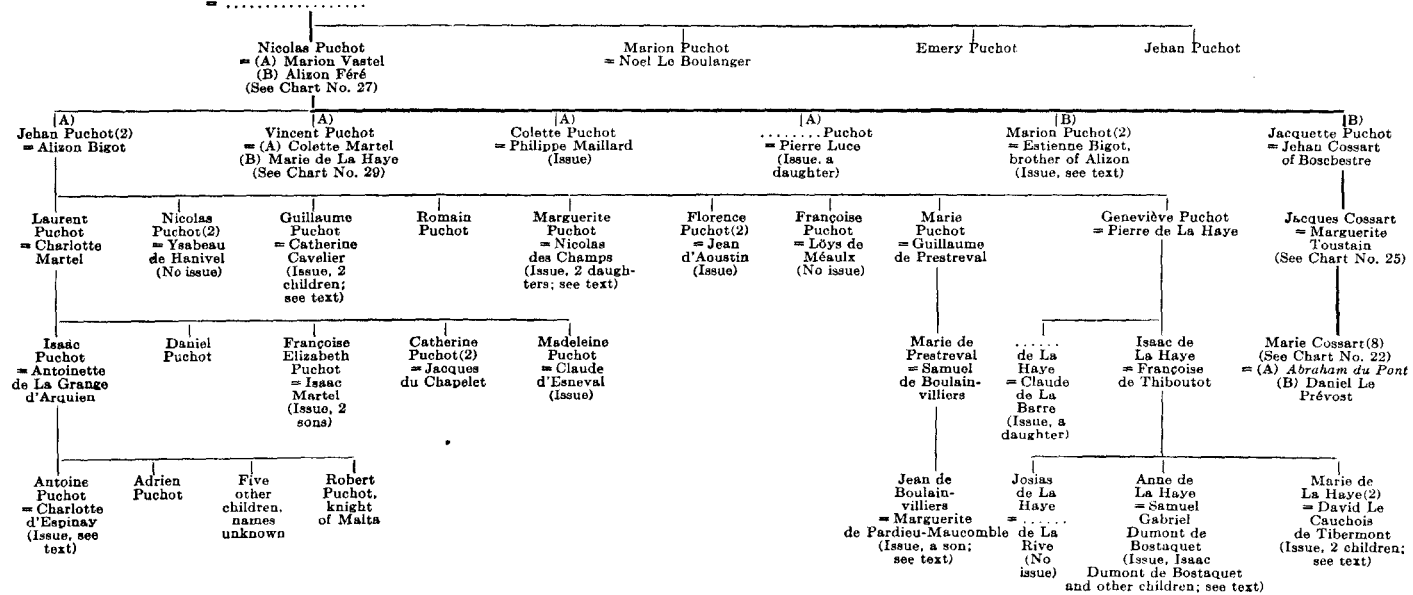 = . . . . . . . . . . . . . . . . . .
Nicolas Puchot
= (A) Marion Vastel
(B) Alizon Féré
(See Chart No. 27)
Marion Puchot
= Noel Le Boulanger
Emery Puchot
Jehan Puchot
(A)
Jehan Puchot(2)
= Alizon Bigot
(A)
Vincent Puchot
= (A) Colette Martel
(B) Marie de La Haye
(See Chart No. 29)
(A)
Colette Puchot
= Philippe Maillard
(Issue)
(A)
. . . . . . . . Puchot
= Pierre Luce
(Issue, a
daughter)
(B)
Marion Puchot(2)
= Estienne Bigot,
brother of Alizon
(Issue, see text)
(B)
Jacquette Puchot
= Jehan Cossart
of Boscbestre
Laurent
Puchot
= Charlotte
Martel
Nicolas
Puchot(2)
= Ysabeau
de Hanivel
(No issue)
Guillaume
Puchot
= Catherine
Cavelier
(Issue, 2
children;
see text)
Romain
Puchot
Marguerite
Puchot
= Nicolas
des Champs
(Issue, 2 daugh-
ters; see text)
Florence
Puchot(2)
= Jean
d'Aoustin
(Issue)
Françoise
Puchot
= Löys de
Méaulx
(No issue)
Marie
Puchot
= Guillaume
de Prestreval
Geneviève Puchot
= Pierre de La Haye
Jacques Cossart
= Marguerite
Toustain
(See Chart No. 25)
Isaac
Puchot
= Antoinette
de La Grange
d'Arquien
Daniel
Puchot
Françoise
Elizabeth
Puchot
= Isaac
Martel
(Issue, 2
sons)
Catherine
Puchot(2)
= Jacques
du Chapelet
Madeleine
Puchot
= Claude
d'Esneval
(Issue)
Marie de
Prestreval
= Samuel
de Boulain-
villiers
. . . . . .
de La
Haye
= Claude
de La
Barre
(Issue, a
daughter)
Isaac de
La Haye
= Françoise
de Thiboutot
Marie Cossart(8)
(See Chart No. 22)
= (A) Abraham du Pont
(B) Daniel Le
Prévost
Antoine
Puchot
= Charlotte
d'Espinay
(Issue, see
text)
Adrien
Puchot
Five
other
children,
names
unknown
Robert
Puchot,
knight
of Malta
Jean de
Boulain-
villiers
= Marguerite
de Pardieu-Maucomble
(Issue, a son;
see text)
Josias
de La
Haye
= . . . . . .
de La
Rive
(No
issue)
Anne de
La Haye
= Samuel
Gabriel
Dumont de
Bostaquet
(Issue, Isaac
Dumont de Bostaquet
and other children; see text)
Marie de
La Haye(2)
= David Le
Cauchois
de Tibermont
(Issue, 2 children;
see text)